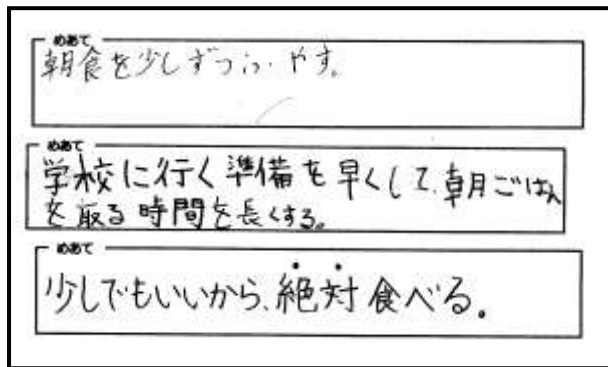 めあて
朝食を少しずつふやす。
めあて
学校に行く準備を早くして、朝ごはん
を取る時間を長くする。
めあて
少しでもいいから、絶対食べる。